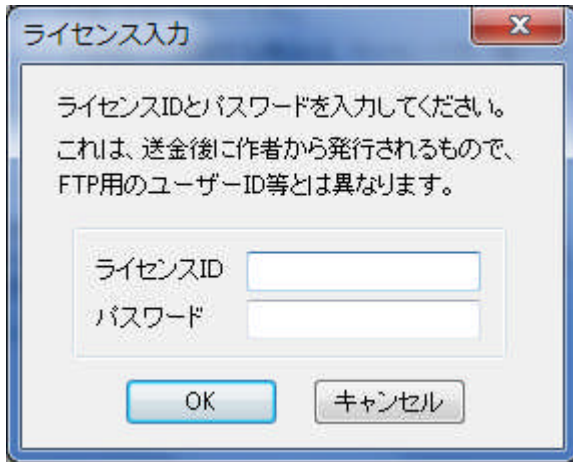 ライセンス入力
ライセンスIDとパスワードを入力してください。
これは、送金後に作者から発行されるもので、
FTP用のユーザーID等とは異なります。
ライセンスID
パスワード
OK
キャンセル